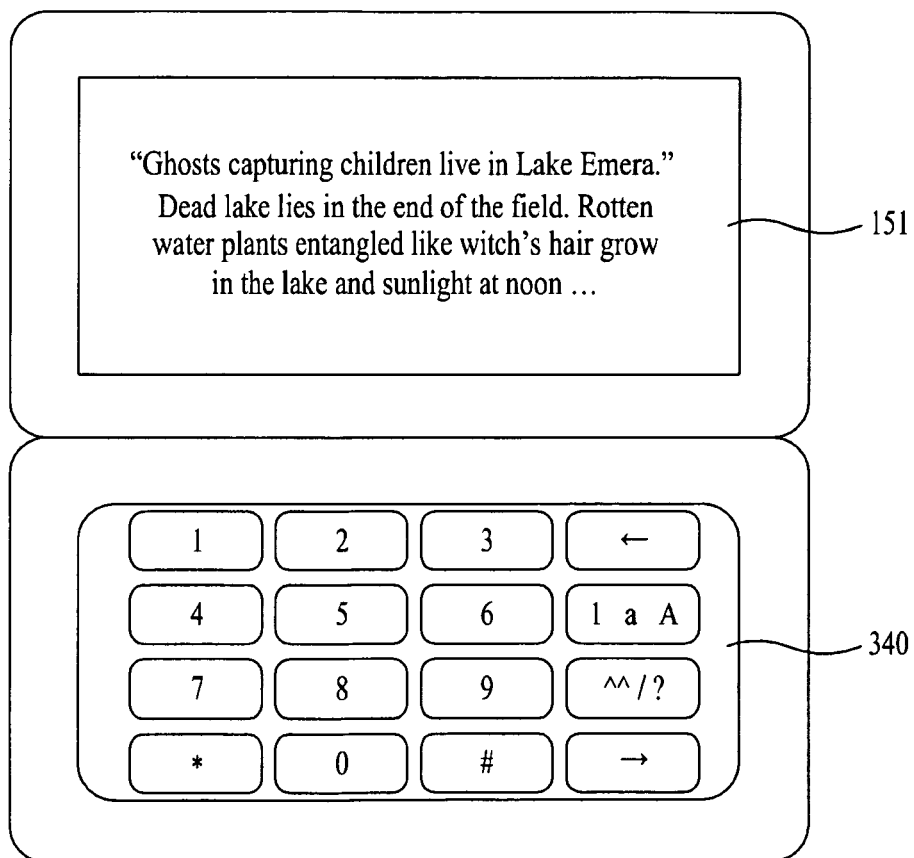 “Ghosts capturing children live in Lake Emera.”
Dead lake lies in the end of the field. Rotten
water plants entangled like witch’s hair grow
in the lake and sunlight at noon …
151
1 2 3 ←
4 5 6 1 a A
340
7 8 9 ^^ / ?
* 0 # →